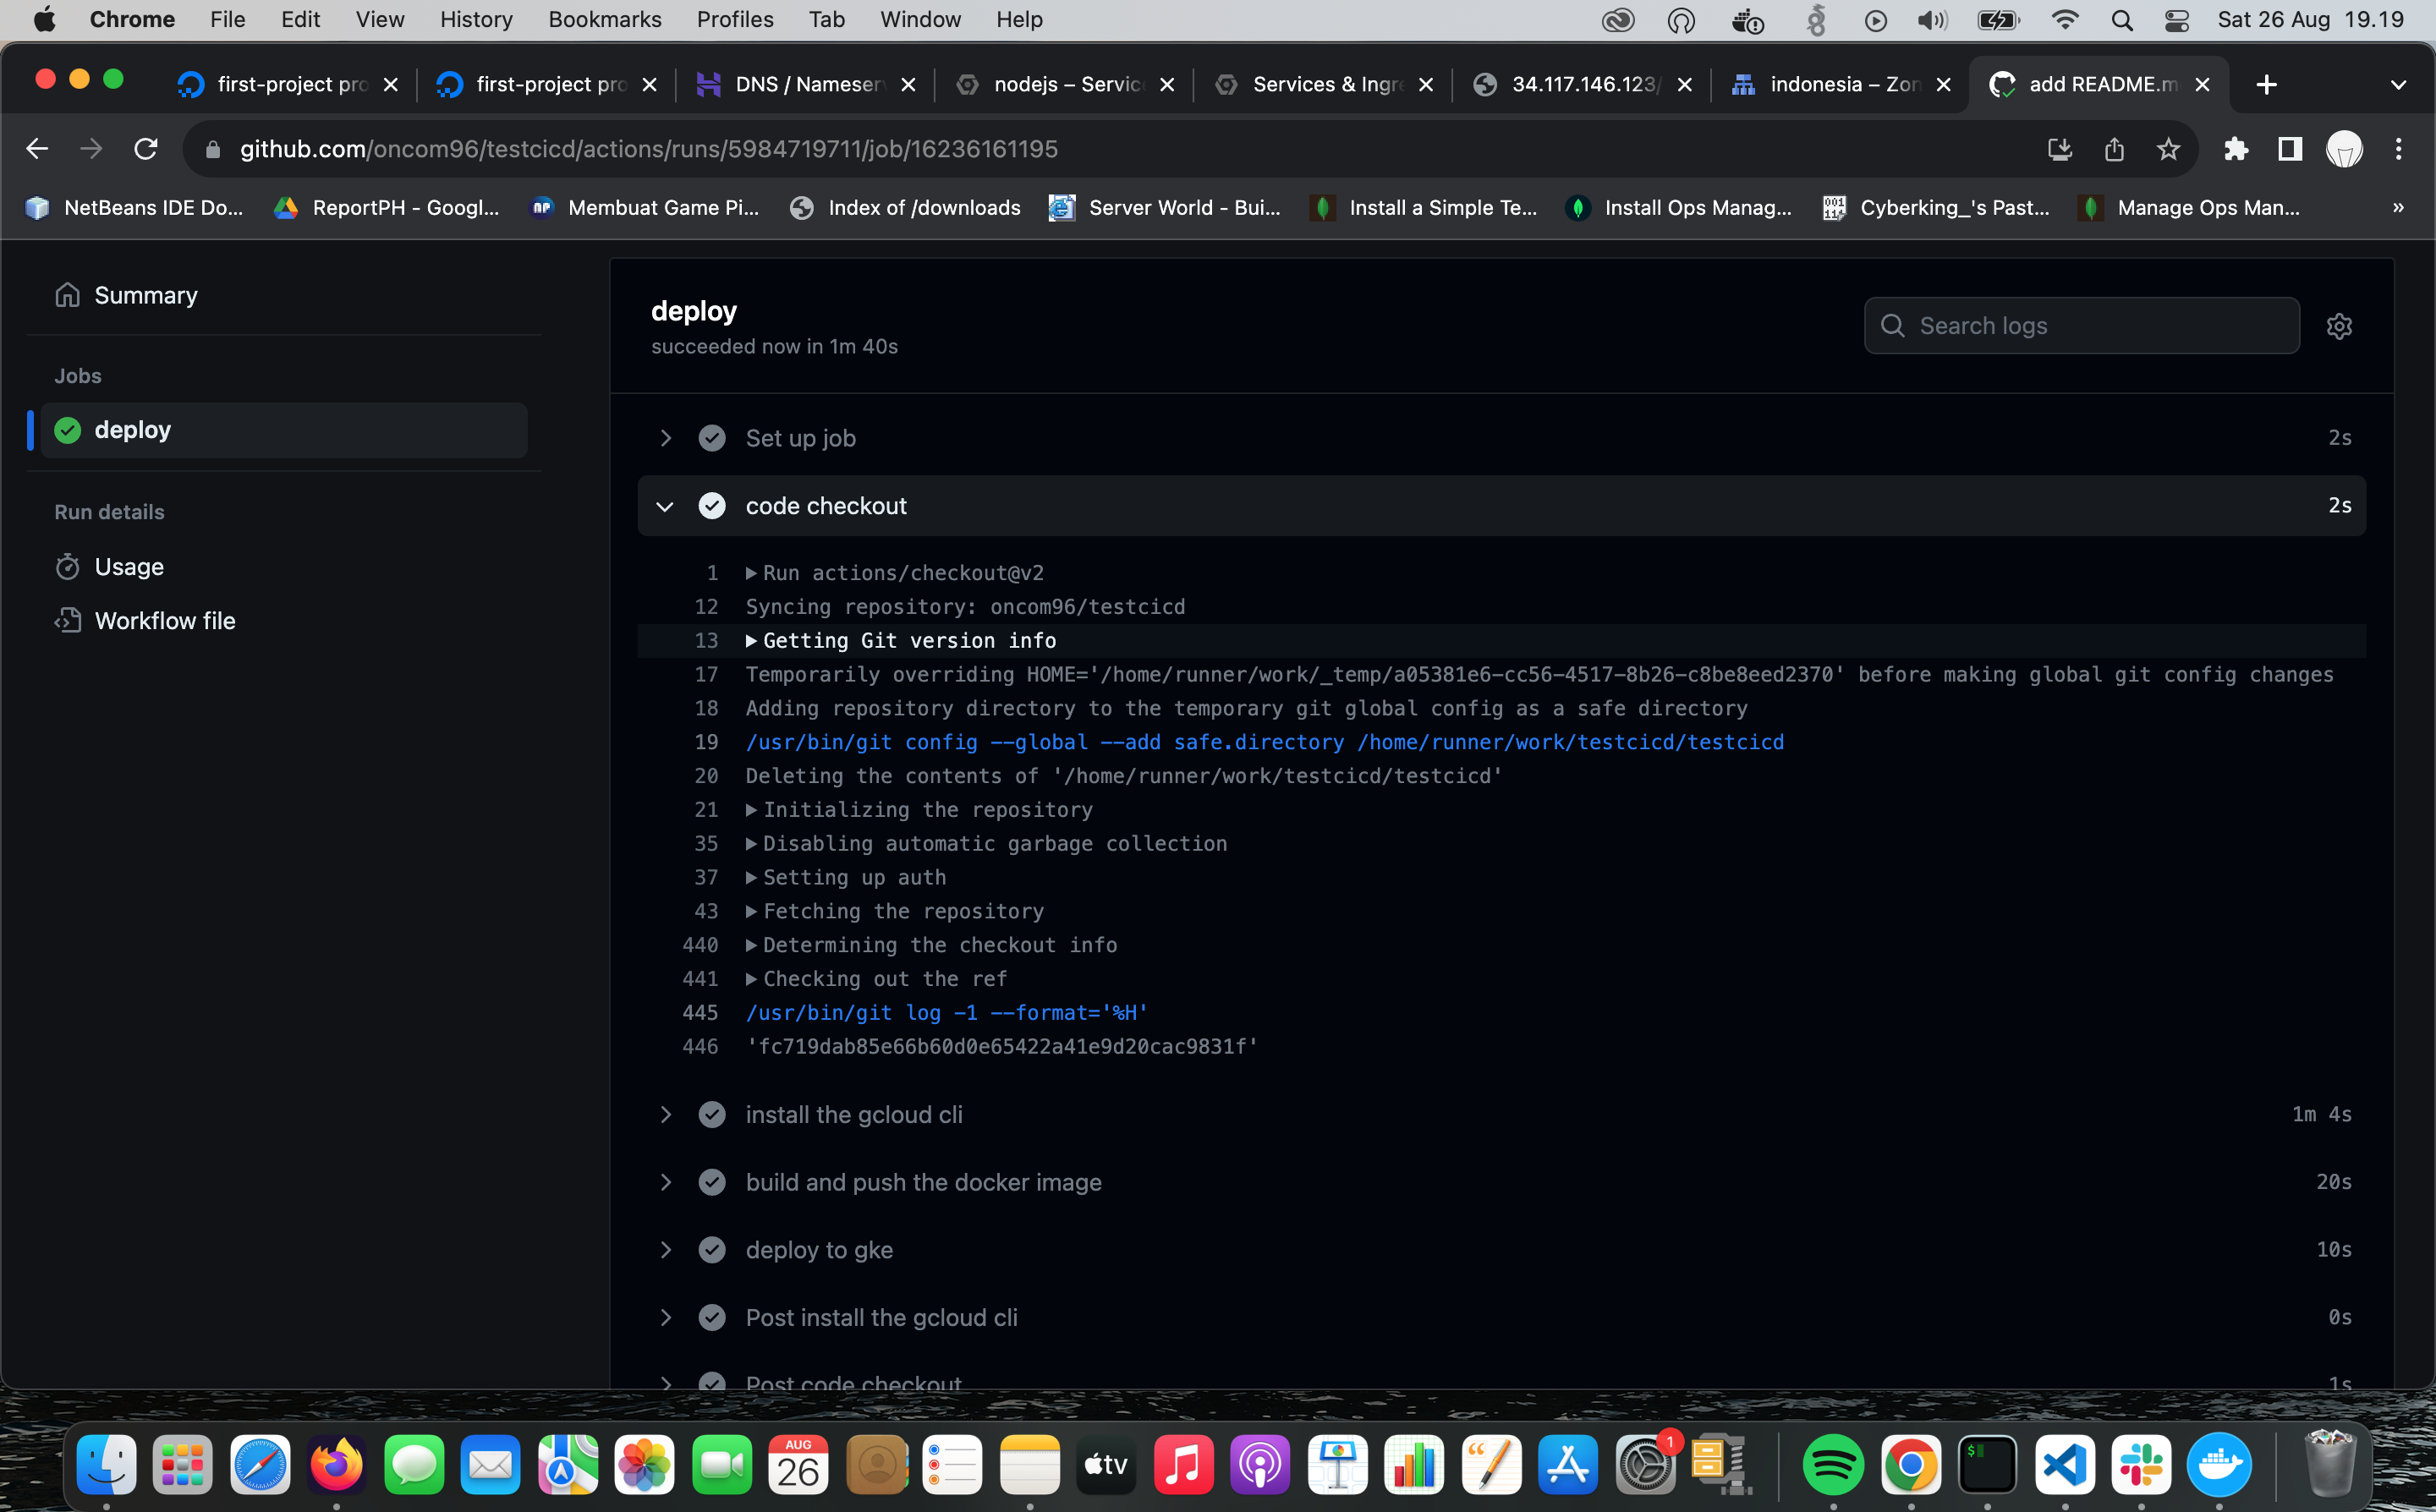 Chrome File Edit View History Bookmarks Profiles Tab Window Help Sat 26 Aug 19.19
first-project pro DNS / Nameser nodejs – Servic Services & Ingre 34.117.146.123/ indonesia – Zon add README.m
github.com/oncom96/testcicd/actions/runs/5984719711/job/16236161195
NetBeans IDE Do... ReportPH - Googl... Membuat Game Pi... Index of /downloads Server World - Bui... Install a Simple Te... Install Ops Manag... Cyberking_'s Past... Manage Ops Man... »
Summary
Jobs
deploy
Run details
Usage
Workflow file
deploy
succeeded now in 1m 40s
Search logs
Set up job 2s
code checkout 2s
1 Run actions/checkout@v2
12 Syncing repository: oncom96/testcicd
13 Getting Git version info
17 Temporarily overriding HOME='/home/runner/work/_temp/a05381e6-cc56-4517-8b26-c8be8eed2370' before making global git config changes
18 Adding repository directory to the temporary git global config as a safe directory
19 /usr/bin/git config --global --add safe.directory /home/runner/work/testcicd/testcicd
20 Deleting the contents of '/home/runner/work/testcicd/testcicd'
21 Initializing the repository
35 Disabling automatic garbage collection
37 Setting up auth
43 Fetching the repository
440 Determining the checkout info
441 Checking out the ref
445 /usr/bin/git log -1 --format='%H'
446 'fc719dab85e66b60d0e65422a41e9d20cac9831f'
install the gcloud cli 1m 4s
build and push the docker image 20s
deploy to gke 10s
Post install the gcloud cli 0s
Post code checkout 1s
AUG
26
tv
1